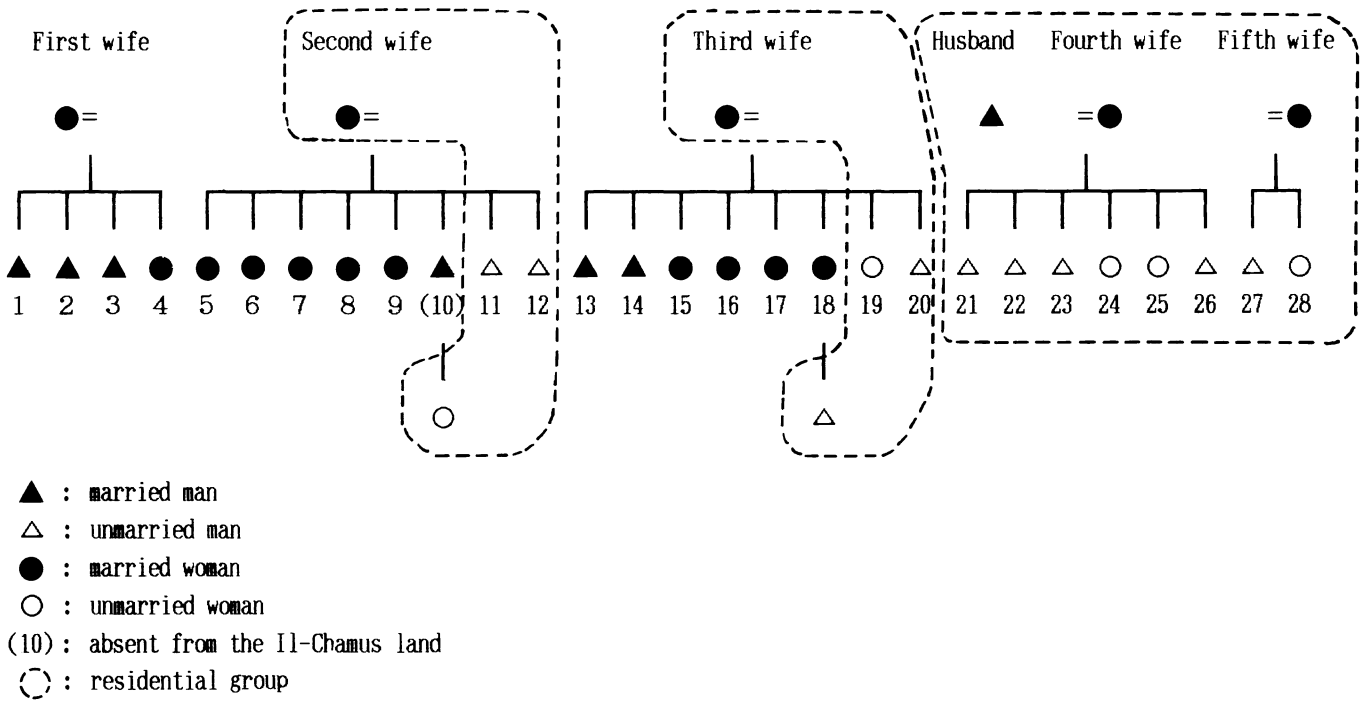 First wife Second wife Third wife Husband Fourth wife Fifth wife
= = = = =
1 2 3 4 5 6 7 8 9 (10) 11 12 13 14 15 16 17 18 19 20 21 22 23 24 25 26 27 28
: married man
: unmarried man
: married woman
: unmarried woman
(10): absent from the Il-Chamus land
: residential group